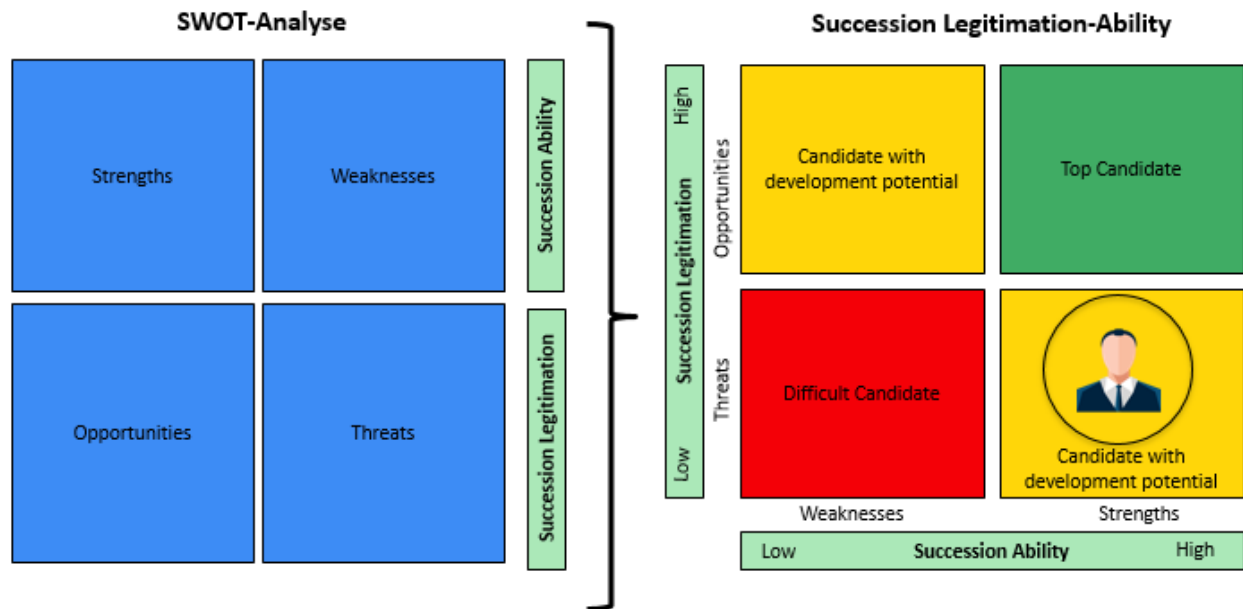 SWOT-Analyse
Strengths
Weaknesses
Succession Ability
Opportunities
Threats
Succession Legitimation
Succession Legitimation-Ability
High
Succession Legitimation
Low
Opportunities
Threats
Candidate with
development potential
Top Candidate
Difficult Candidate
Candidate with
development potential
Weaknesses
Strengths
Low
Succession Ability
High